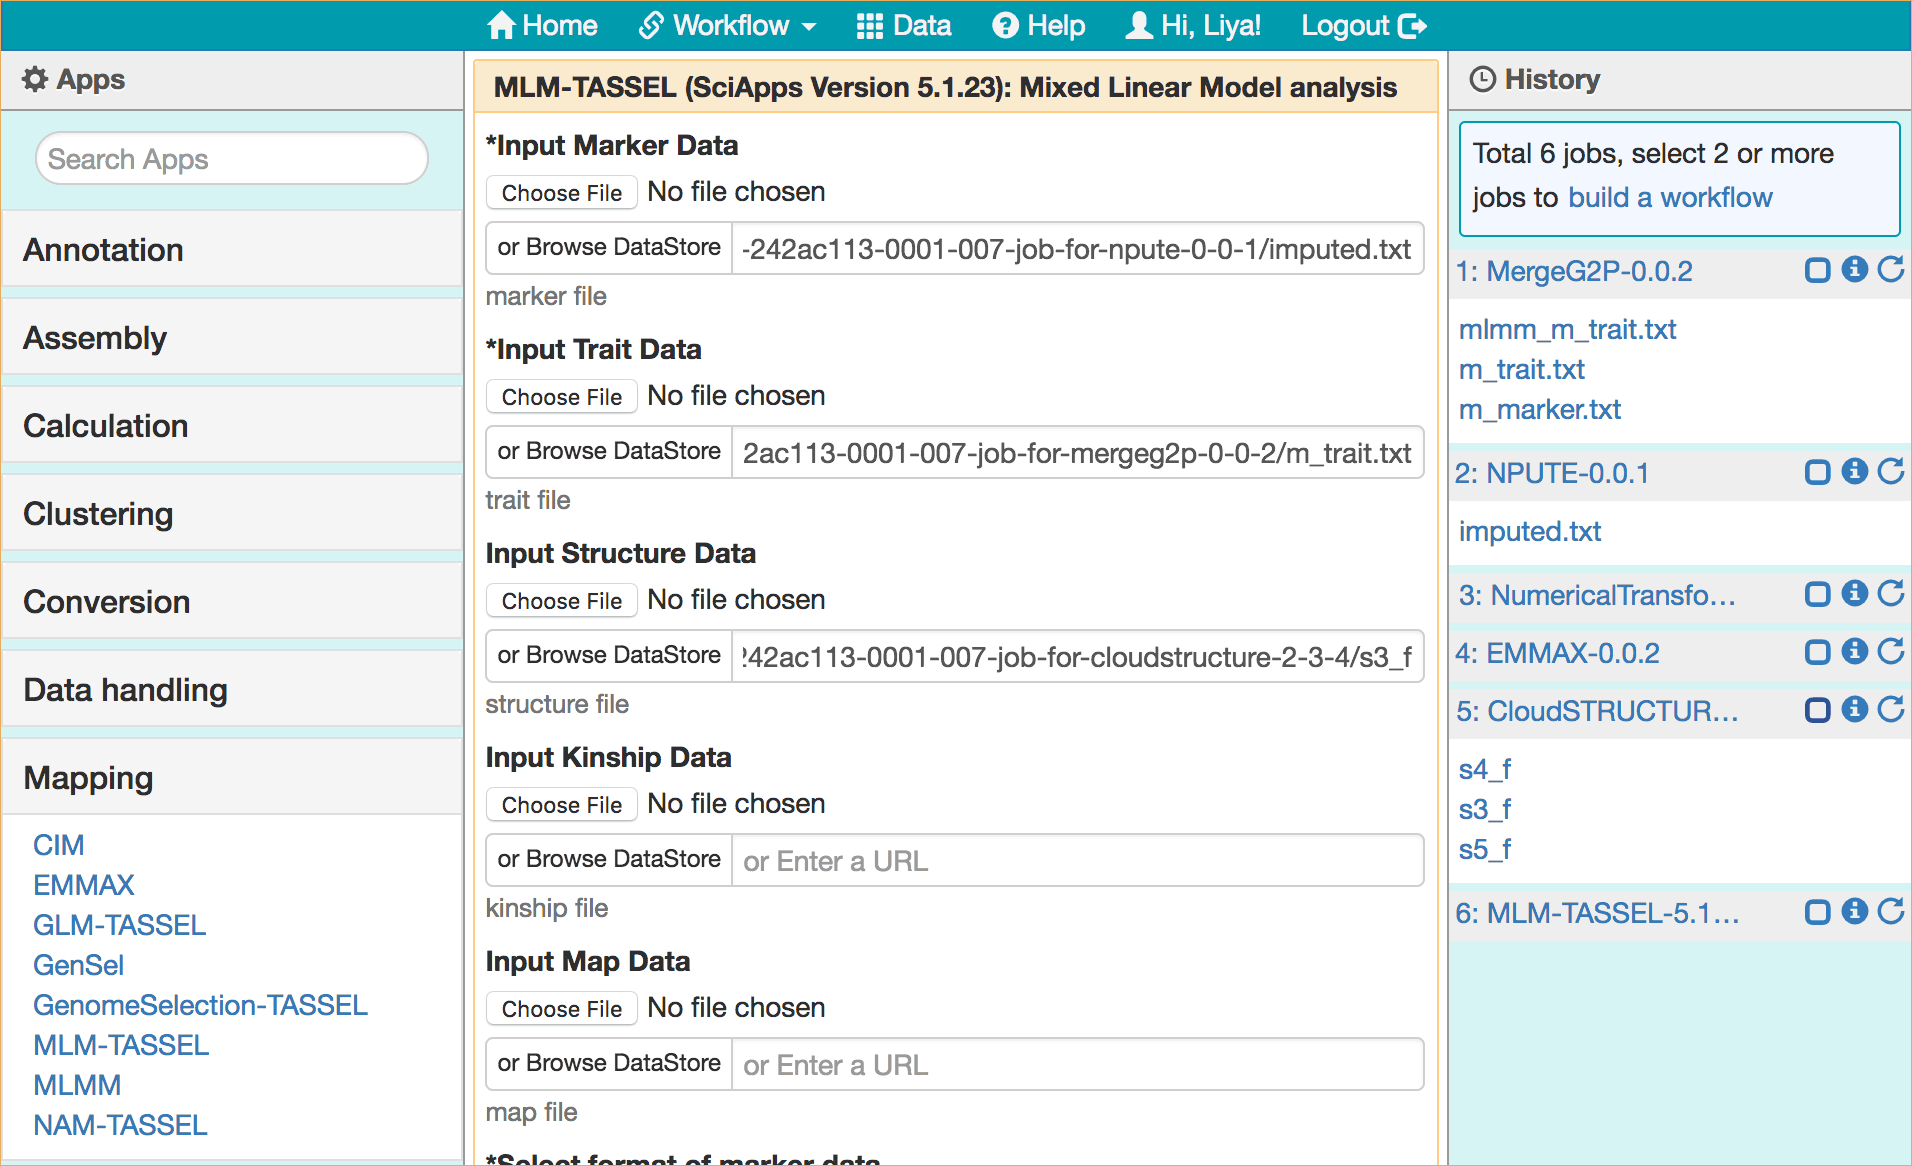 Home Workflow Data Help Hi, Liya! Logout
Apps
Search Apps
Annotation
Assembly
Calculation
Clustering
Conversion
Data handling
Mapping
CIM
EMMAX
GLM-TASSEL
GenSel
GenomeSelection-TASSEL
MLM-TASSEL
MLMM
NAM-TASSEL
MLM-TASSEL (SciApps Version 5.1.23): Mixed Linear Model analysis
*Input Marker Data
Choose File No file chosen
or Browse DataStore -242ac113-0001-007-job-for-npute-0-0-1/imputed.txt
marker file
*Input Trait Data
Choose File No file chosen
or Browse DataStore 2ac113-0001-007-job-for-mergeg2p-0-0-2/m_trait.txt
trait file
Input Structure Data
Choose File No file chosen
or Browse DataStore 242ac113-0001-007-job-for-cloudstructure-2-3-4/s3_f
structure file
Input Kinship Data
Choose File No file chosen
or Browse DataStore or Enter a URL
kinship file
Input Map Data
Choose File No file chosen
or Browse DataStore or Enter a URL
map file
*Select format of marker data
History
Total 6 jobs, select 2 or more
jobs to build a workflow
1: MergeG2P-0.0.2
mlmm_m_trait.txt
m_trait.txt
m_marker.txt
2: NPUTE-0.0.1
imputed.txt
3: NumericalTransfo...
4: EMMAX-0.0.2
5: CloudSTRUCTUR...
s4_f
s3_f
s5_f
6: MLM-TASSEL-5.1...